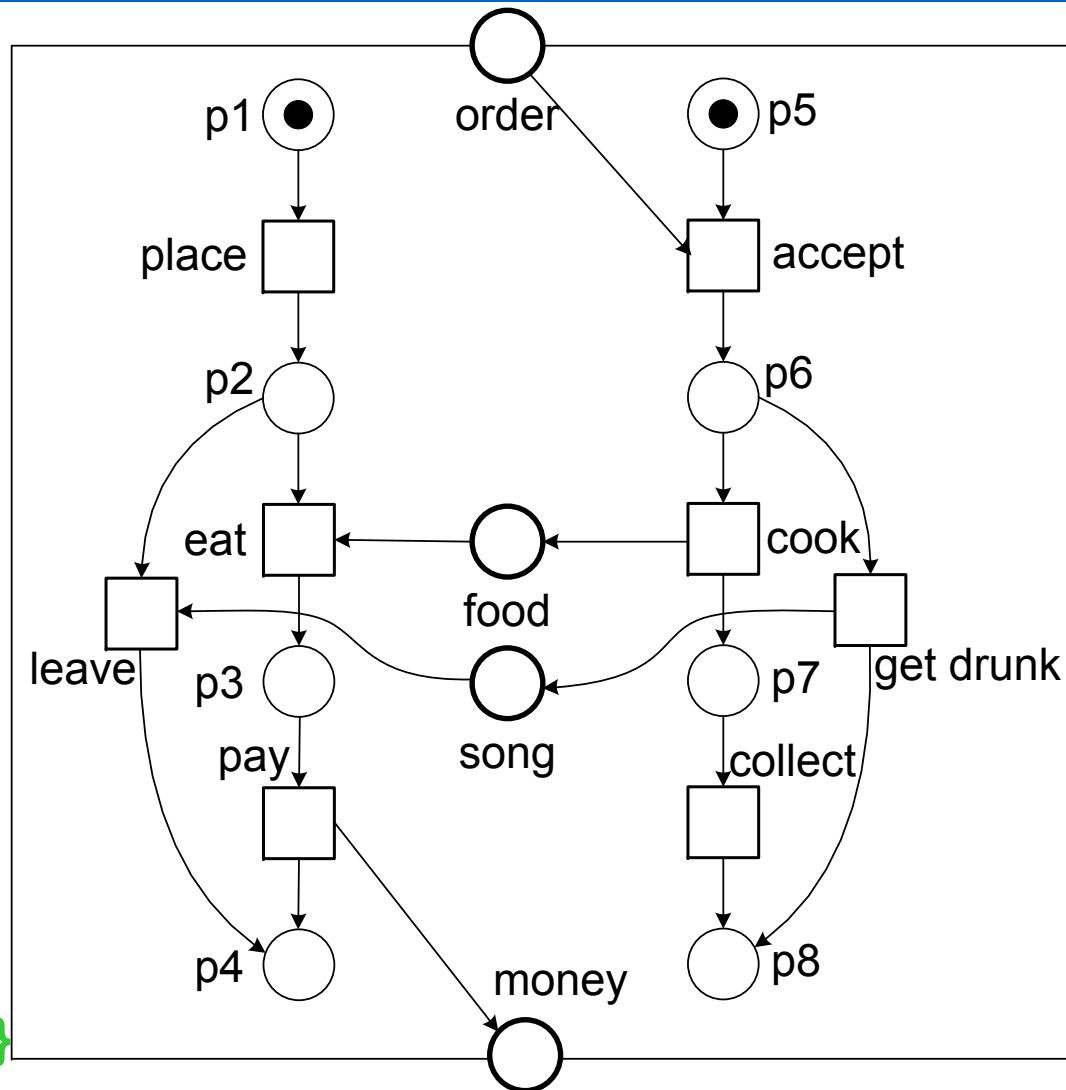 order
p1
p5
place
accept
p2
p6
eat
cook
food
leave
get drunk
p3
p7
song
pay
collect
p4
p8
money
}